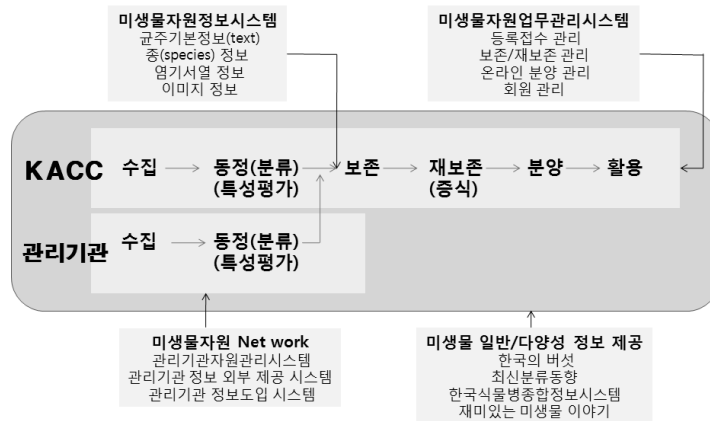 미생물자원정보시스템
균주기본정보(text)
종(species) 정보
염기서열 정보
이미지 정보
미생물자원업무관리시스템
등록접수 관리
보존/재보존 관리
온라인 분양 관리
회원 관리
KACC 수집 동정(분류) 보존 재보존 분양 활용
(특성평가) (증식)
관리기관 수집 동정(분류)
(특성평가)
미생물자원 Net work
관리기관자원관리시스템
관리기관 정보 외부 제공 시스템
관리기관 정보도입 시스템
미생물 일반/다양성 정보 제공
한국의 버섯
최신분류동향
한국식물병종합정보시스템
재미있는 미생물 이야기